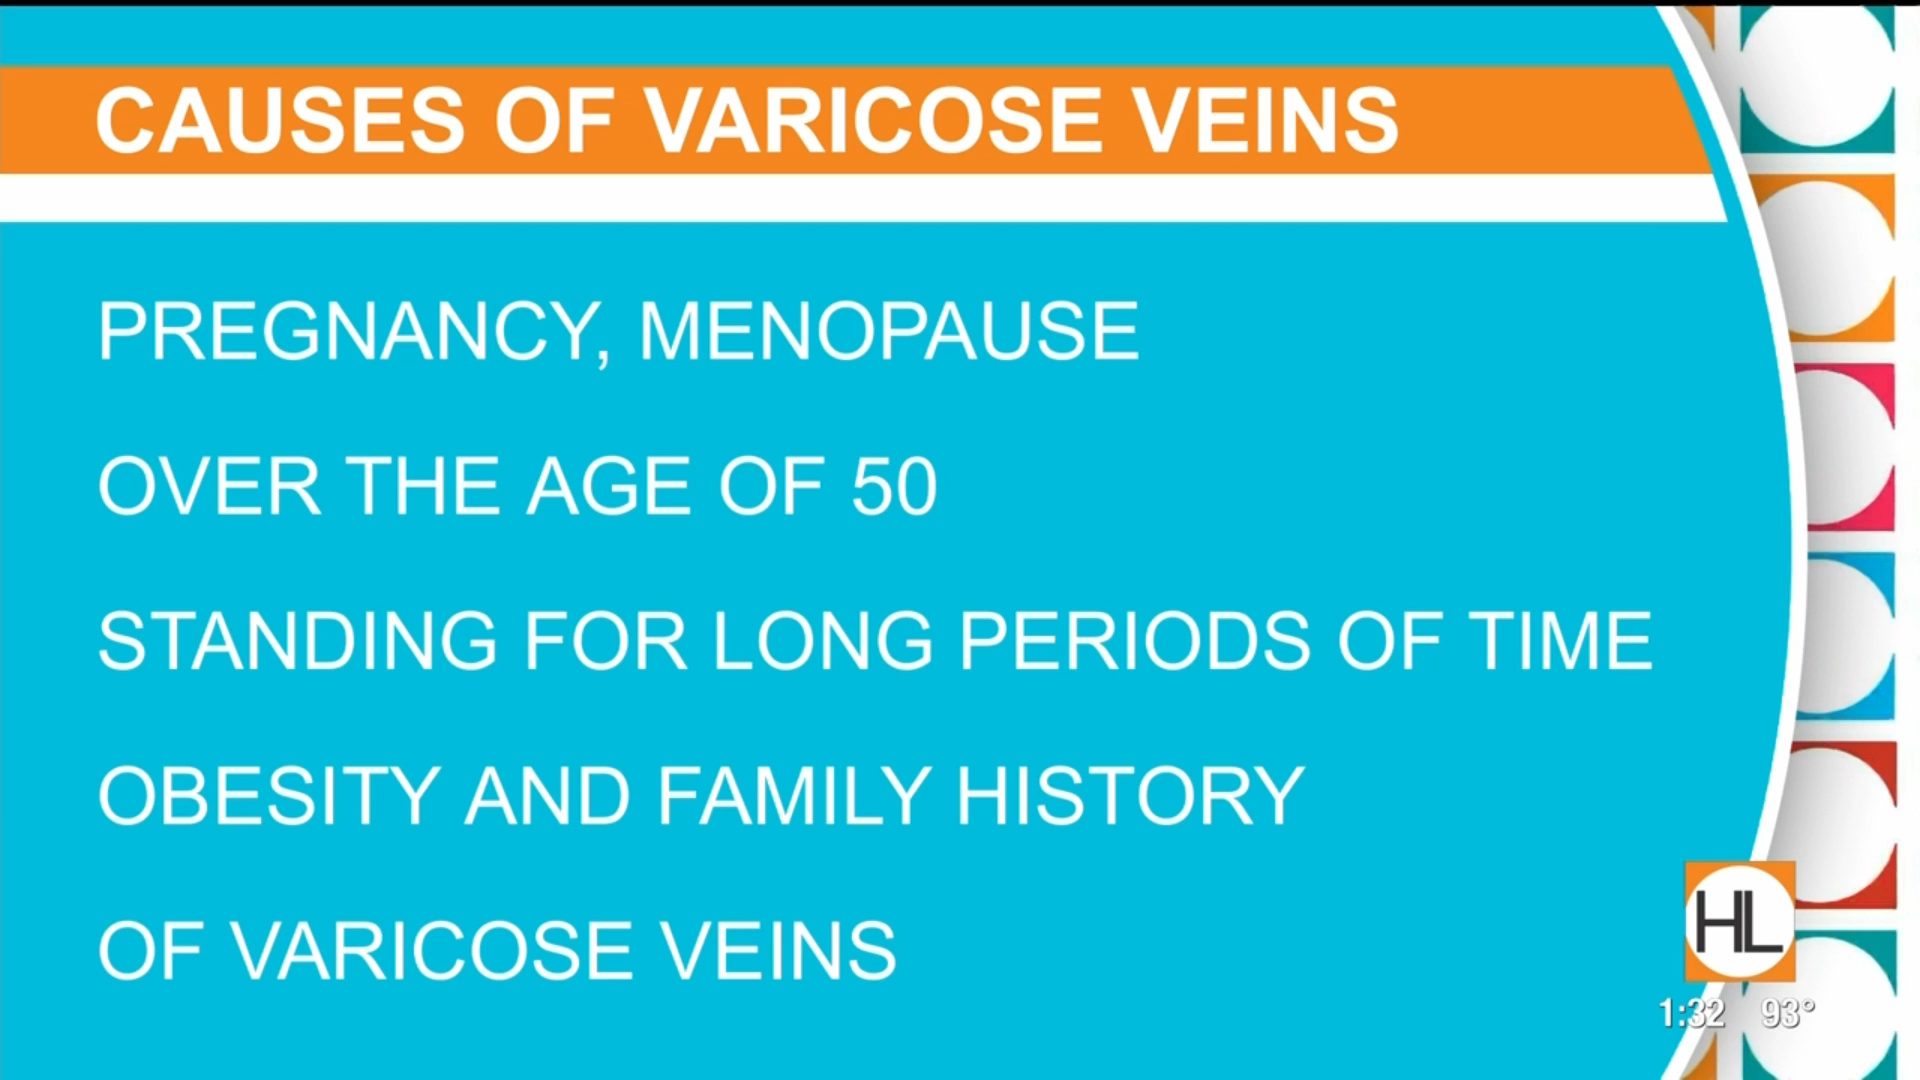 CAUSES OF VARICOSE VEINS
PREGNANCY, MENOPAUSE
OVER THE AGE OF 50
STANDING FOR LONG PERIODS OF TIME
OBESITY AND FAMILY HISTORY
OF VARICOSE VEINS
HL
1:32 93°